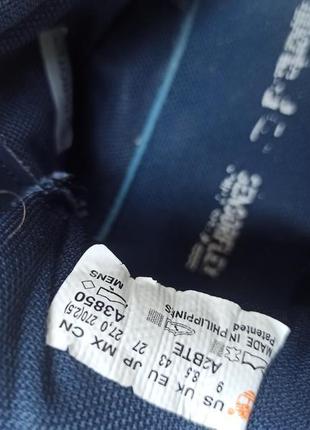 US UK EU JP MX CN
9 8.5 43 27 27.0 270(2.5)
A2BTE A3850
MENS
MADE IN PHILIPPINES
Patented